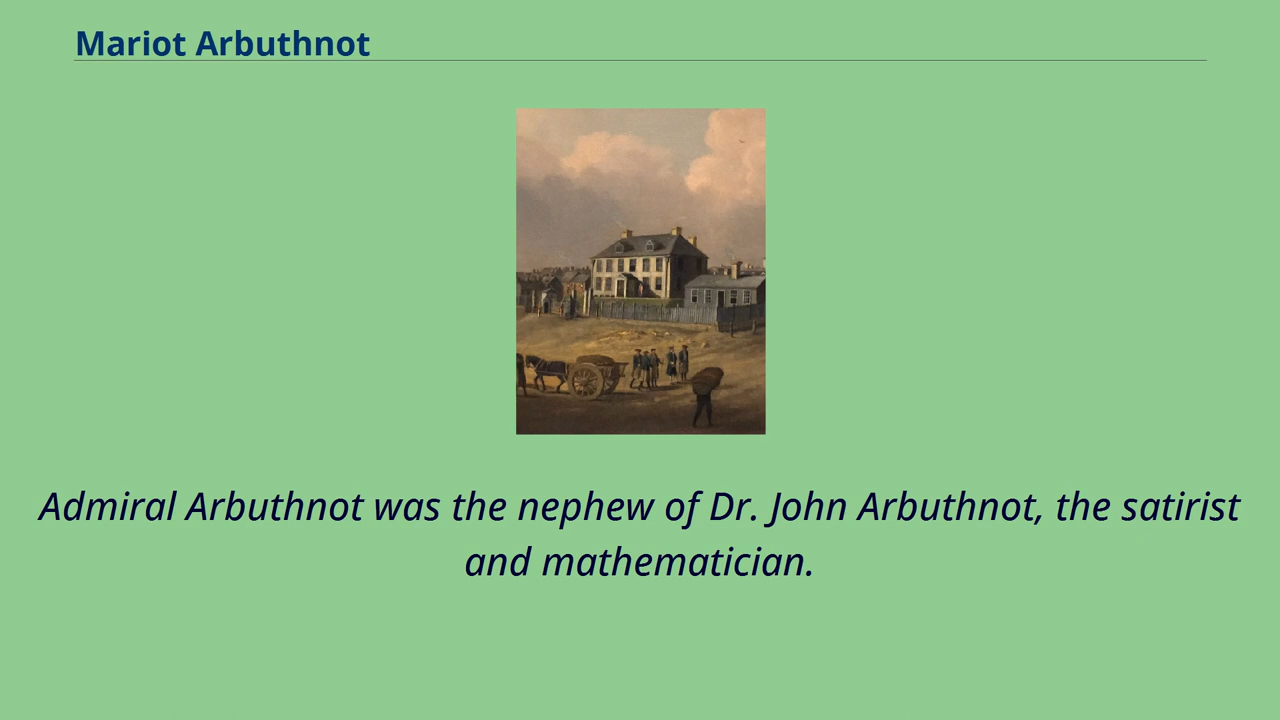 Mariot Arbuthnot
Admiral Arbuthnot was the nephew of Dr. John Arbuthnot, the satirist
and mathematician.